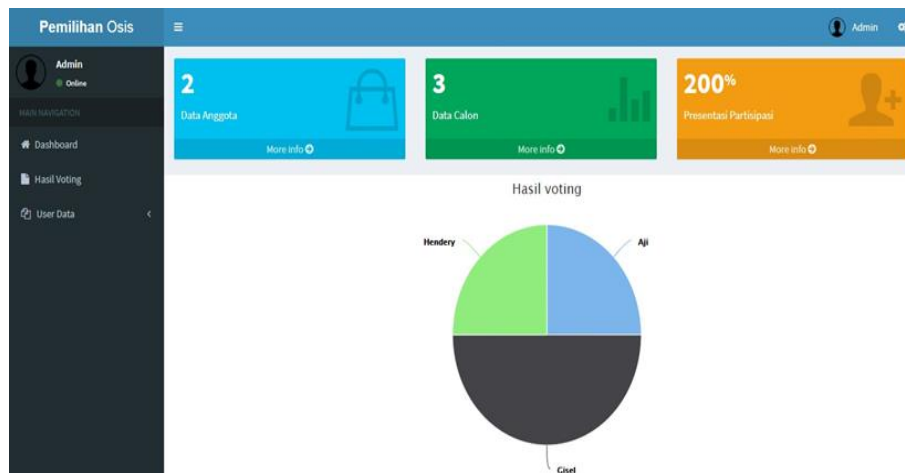 Pemilihan Osis
Admin
Admin
Online
MAIN NAVIGATION
Dashboard
Hasil Voting
User Data
2
Data Anggota
More info
3
Data Calon
More info
200%
Presentasi Partisipasi
More info
Hasil voting
Hendery
Aji
Gisel